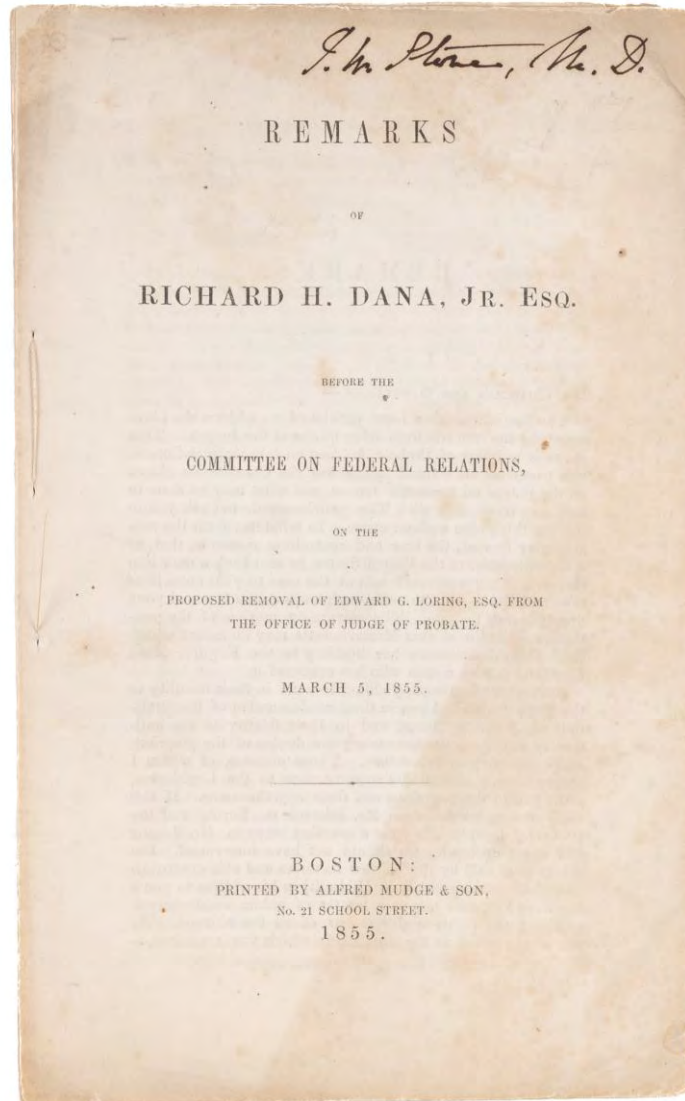 M. D.
REMARKS
OF
RICHARD H. DANA, JR. ESQ.
BEFORE THE
COMMITTEE ON FEDERAL RELATIONS,
ON THE
PROPOSED REMOVAL OF EDWARD G. LORING, ESQ. FROM
THE OFFICE OF JUDGE OF PROBATE.
MARCH 5, 1855.
BOSTON:
PRINTED BY ALFRED MUDGE & SON,
No. 21 SCHOOL STREET.
1855.